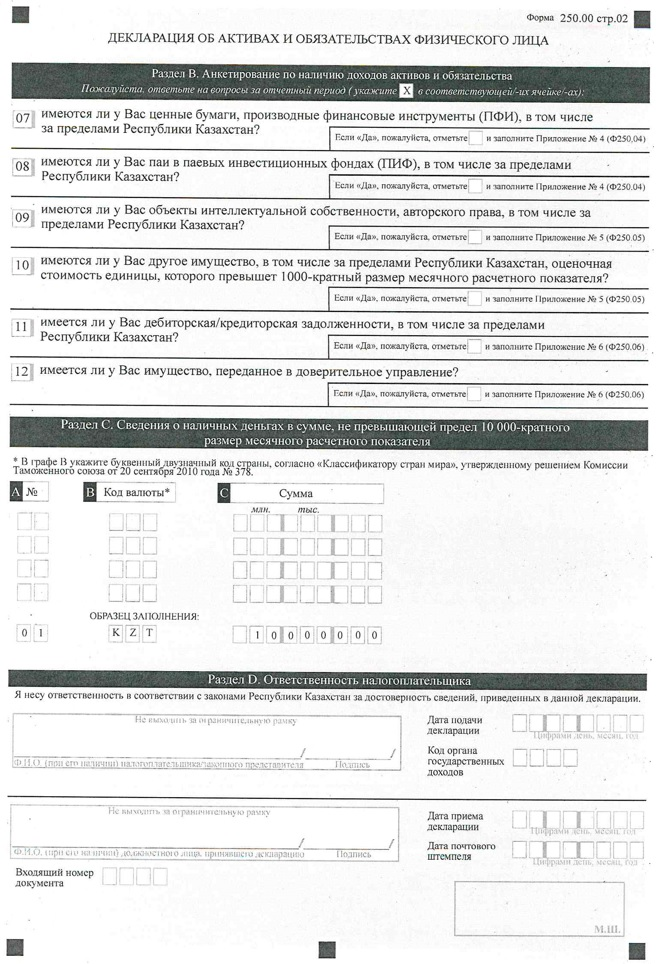 Форма 250.00 стр.02
ДЕКЛАРАЦИЯ ОБ АКТИВАХ И ОБЯЗАТЕЛЬСТВАХ ФИЗИЧЕСКОГО ЛИЦА
Раздел В. Анкетирование по наличию доходов активов и обязательства
Пожалуйста, ответьте на вопросы за отчетный период ( укажите X в соответствующей/-их ячейке/-ах):
07 имеются ли у Вас ценные бумаги, производные финансовые инструменты (ПФИ), в том числе
за пределами Республики Казахстан?
Если «Да», пожалуйста, отметьте и заполните Приложение № 4 (Ф250,04)
08 имеются ли у Вас паи в паевых инвестиционных фондах (ПИФ), в том числе за пределами
Республики Казахстан?
Если «Да», пожалуйста, отметьте и заполните Приложение № 4 (Ф250.04)
09 имеются ли у Вас объекты интеллектуальной собственности, авторского права, в том числе за
пределами Республики Казахстан?
Если «Да», пожалуйста, отметьте и заполните Приложение № 5 (Ф250.05)
10 имеются ли у Вас другое имущество, в том числе за пределами Республики Казахстан, оценочная
стоимость единицы, которого превышет 1000-кратный размер месячного расчетного показателя?
Если «Да», пожалуйста, отметьте и заполните Приложение № 5 (Ф250.05)
11 имеется ли у Вас дебиторская/кредиторская задолженности, в том числе за пределами
Республики Казахстан?
Если «Да», пожалуйста, отметьте и заполните Приложение № 6 (Ф250.06)
12 имеется ли у Вас имущество, переданное в доверительное управление?
Если «Да», пожалуйста, отметьте и заполните Приложение № 6 (Ф250.06)
Раздел С. Сведения о наличных деньгах в сумме, не превышающей предел 10 000-кратного
размер месячного расчетного показателя
* В графе В укажите буквенный двузначный код страны, согласно «Классификатору стран мира», утвержденному решением Комиссии
Таможенного союза от 20 сентября 2010 года № 378.
A № B Код валюты* C Сумма
млн. тыс.
ОБРАЗЕЦ ЗАПОЛНЕНИЯ:
0 1 K Z T 1 0 0 0 0 0 0 0
Раздел D. Ответственность налогоплательщика
Я несу ответственность в соответствии с законами Республики Казахстан за достоверность сведений, приведенных в данной декларации.
Не выходить за ограничительную рамку
/ /
Ф.И.О. (при его наличии) налогоплательщика/законного представителя Подпись
Дата подачи
декларации
Цифрами день, месяц, год
Код органа
государственных
доходов
Не выходить за ограничительную рамку
/ /
Ф.И.О. (при его наличии) должностного лица, принявшего декларацию Подпись
Дата приема
декларации
Цифрами день, месяц, год
Дата почтового
штемпеля
Цифрами день, месяц, год
Входящий номер
документа
М.Ш.